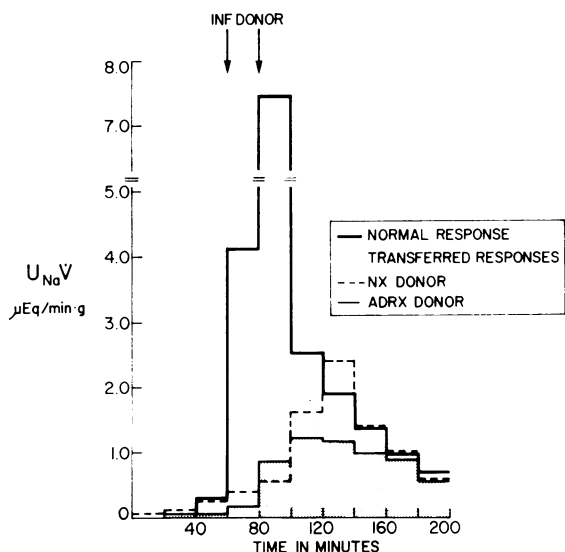 INF DONOR
8.0
7.0
5.0
4.0
3.0
2.0
1.0
0
U_Na V̇
μEq/min·g
NORMAL RESPONSE
TRANSFERRED RESPONSES
NX DONOR
ADRX DONOR
40 80 120 160 200
TIME IN MINUTES